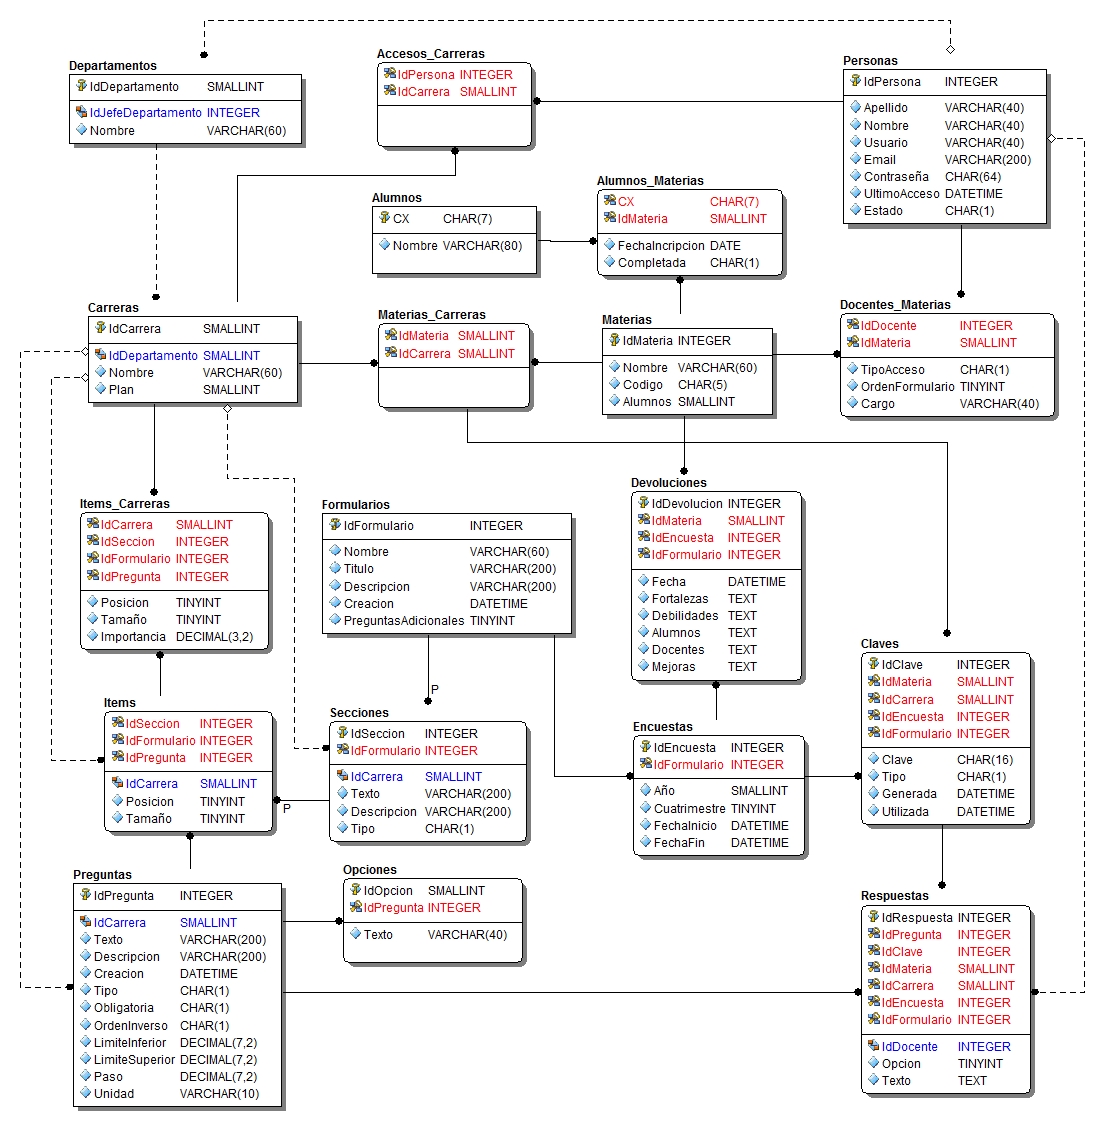 Departamentos
IdDepartamento SMALLINT
IdJefeDepartamento INTEGER
Nombre VARCHAR(60)
Accesos_Carreras
IdPersona INTEGER
IdCarrera SMALLINT
Personas
IdPersona INTEGER
Apellido VARCHAR(40)
Nombre VARCHAR(40)
Usuario VARCHAR(40)
Email VARCHAR(200)
Contraseña CHAR(64)
UltimoAcceso DATETIME
Estado CHAR(1)
Alumnos
CX CHAR(7)
Nombre VARCHAR(80)
Alumnos_Materias
CX CHAR(7)
IdMateria SMALLINT
FechaIncripcion DATE
Completada CHAR(1)
Carreras
IdCarrera SMALLINT
IdDepartamento SMALLINT
Nombre VARCHAR(60)
Plan SMALLINT
Materias_Carreras
IdMateria SMALLINT
IdCarrera SMALLINT
Materias
IdMateria INTEGER
Nombre VARCHAR(60)
Codigo CHAR(5)
Alumnos SMALLINT
Docentes_Materias
IdDocente INTEGER
IdMateria SMALLINT
TipoAcceso CHAR(1)
OrdenFormulario TINYINT
Cargo VARCHAR(40)
Items_Carreras
IdCarrera SMALLINT
IdSeccion INTEGER
IdFormulario INTEGER
IdPregunta INTEGER
Posicion TINYINT
Tamaño TINYINT
Importancia DECIMAL(3,2)
Formularios
IdFormulario INTEGER
Nombre VARCHAR(60)
Titulo VARCHAR(200)
Descripcion VARCHAR(200)
Creacion DATETIME
PreguntasAdicionales TINYINT
P
Devoluciones
IdDevolucion INTEGER
IdMateria SMALLINT
IdEncuesta INTEGER
IdFormulario INTEGER
Fecha DATETIME
Fortalezas TEXT
Debilidades TEXT
Alumnos TEXT
Docentes TEXT
Mejoras TEXT
Claves
IdClave INTEGER
IdMateria SMALLINT
IdCarrera SMALLINT
IdEncuesta INTEGER
IdFormulario INTEGER
Clave CHAR(16)
Tipo CHAR(1)
Generada DATETIME
Utilizada DATETIME
Items
IdSeccion INTEGER
IdFormulario INTEGER
IdPregunta INTEGER
IdCarrera SMALLINT
Posicion TINYINT
Tamaño TINYINT
P
Secciones
IdSeccion INTEGER
IdFormulario INTEGER
IdCarrera SMALLINT
Texto VARCHAR(200)
Descripcion VARCHAR(200)
Tipo CHAR(1)
Encuestas
IdEncuesta INTEGER
IdFormulario INTEGER
Año SMALLINT
Cuatrimestre TINYINT
FechaInicio DATETIME
FechaFin DATETIME
Preguntas
IdPregunta INTEGER
IdCarrera SMALLINT
Texto VARCHAR(200)
Descripcion VARCHAR(200)
Creacion DATETIME
Tipo CHAR(1)
Obligatoria CHAR(1)
OrdenInverso CHAR(1)
LimiteInferior DECIMAL(7,2)
LimiteSuperior DECIMAL(7,2)
Paso DECIMAL(7,2)
Unidad VARCHAR(10)
Opciones
IdOpcion SMALLINT
IdPregunta INTEGER
Texto VARCHAR(40)
Respuestas
IdRespuesta INTEGER
IdPregunta INTEGER
IdClave INTEGER
IdMateria SMALLINT
IdCarrera SMALLINT
IdEncuesta INTEGER
IdFormulario INTEGER
IdDocente INTEGER
Opcion TINYINT
Texto TEXT